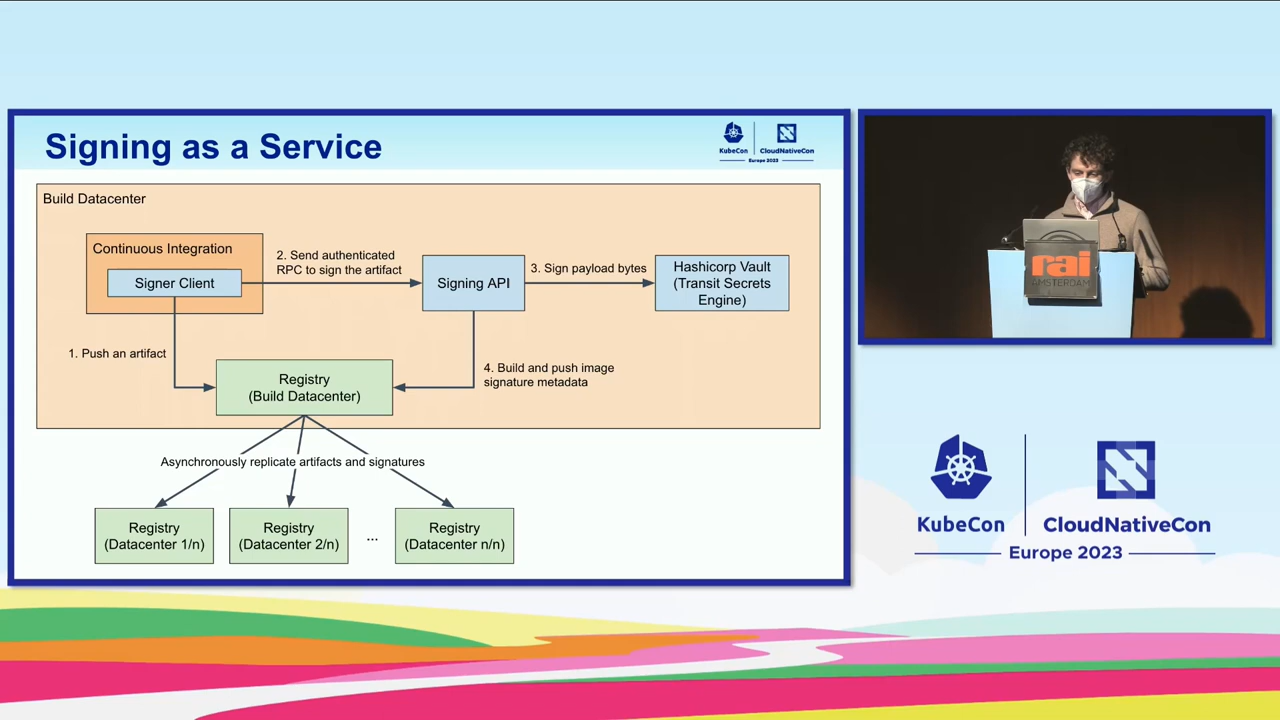 Signing as a Service
KubeCon
CloudNativeCon
Europe 2023
Build Datacenter
Continuous Integration
Signer Client
2. Send authenticated
RPC to sign the artifact
Signing API
3. Sign payload bytes
Hashicorp Vault
(Transit Secrets
Engine)
1. Push an artifact
Registry
(Build Datacenter)
4. Build and push image
signature metadata
Asynchronously replicate artifacts and signatures
Registry
(Datacenter 1/n)
Registry
(Datacenter 2/n)
...
Registry
(Datacenter n/n)
rai
AMSTERDAM
KubeCon
CloudNativeCon
Europe 2023